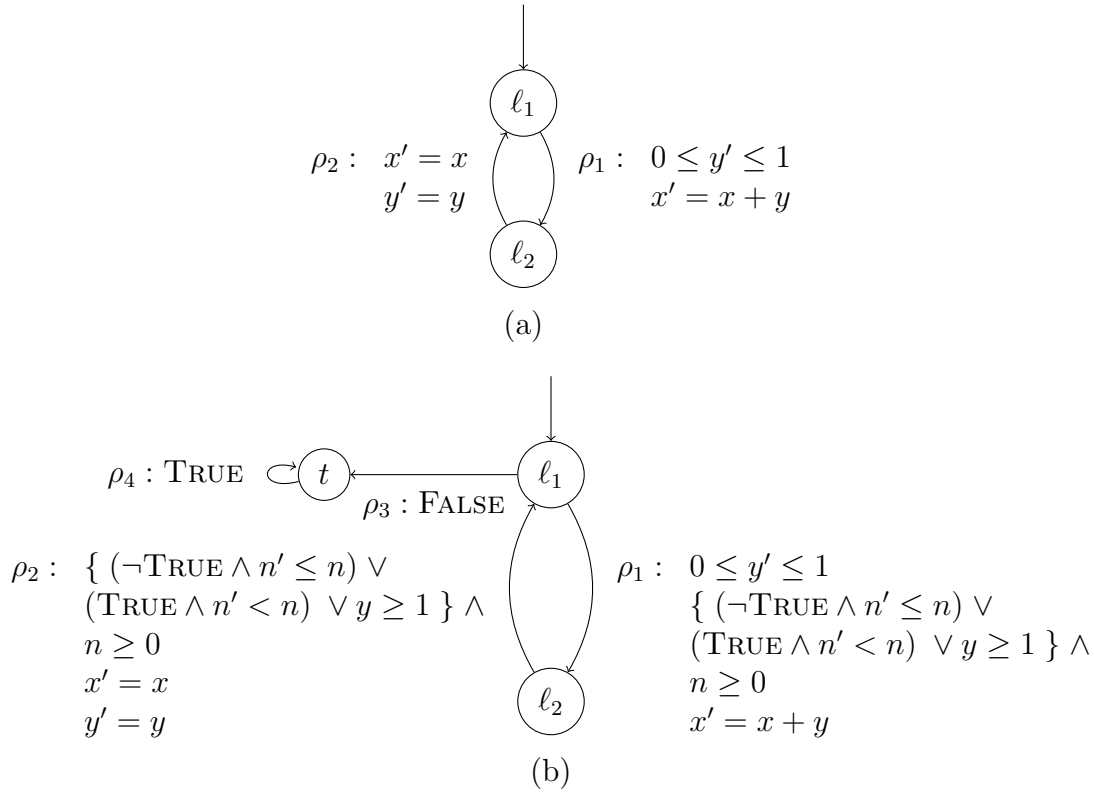 ℓ₁
ρ₂ : x′ = x
y′ = y
ρ₁ : 0 ≤ y′ ≤ 1
x′ = x + y
ℓ₂
(a)
ρ₄ : TRUE
t
ℓ₁
ρ₃ : FALSE
ρ₂ : { (¬TRUE ∧ n′ ≤ n) ∨
(TRUE ∧ n′ < n) ∨ y ≥ 1 } ∧
n ≥ 0
x′ = x
y′ = y
ρ₁ : 0 ≤ y′ ≤ 1
{ (¬TRUE ∧ n′ ≤ n) ∨
(TRUE ∧ n′ < n) ∨ y ≥ 1 } ∧
n ≥ 0
x′ = x + y
ℓ₂
(b)